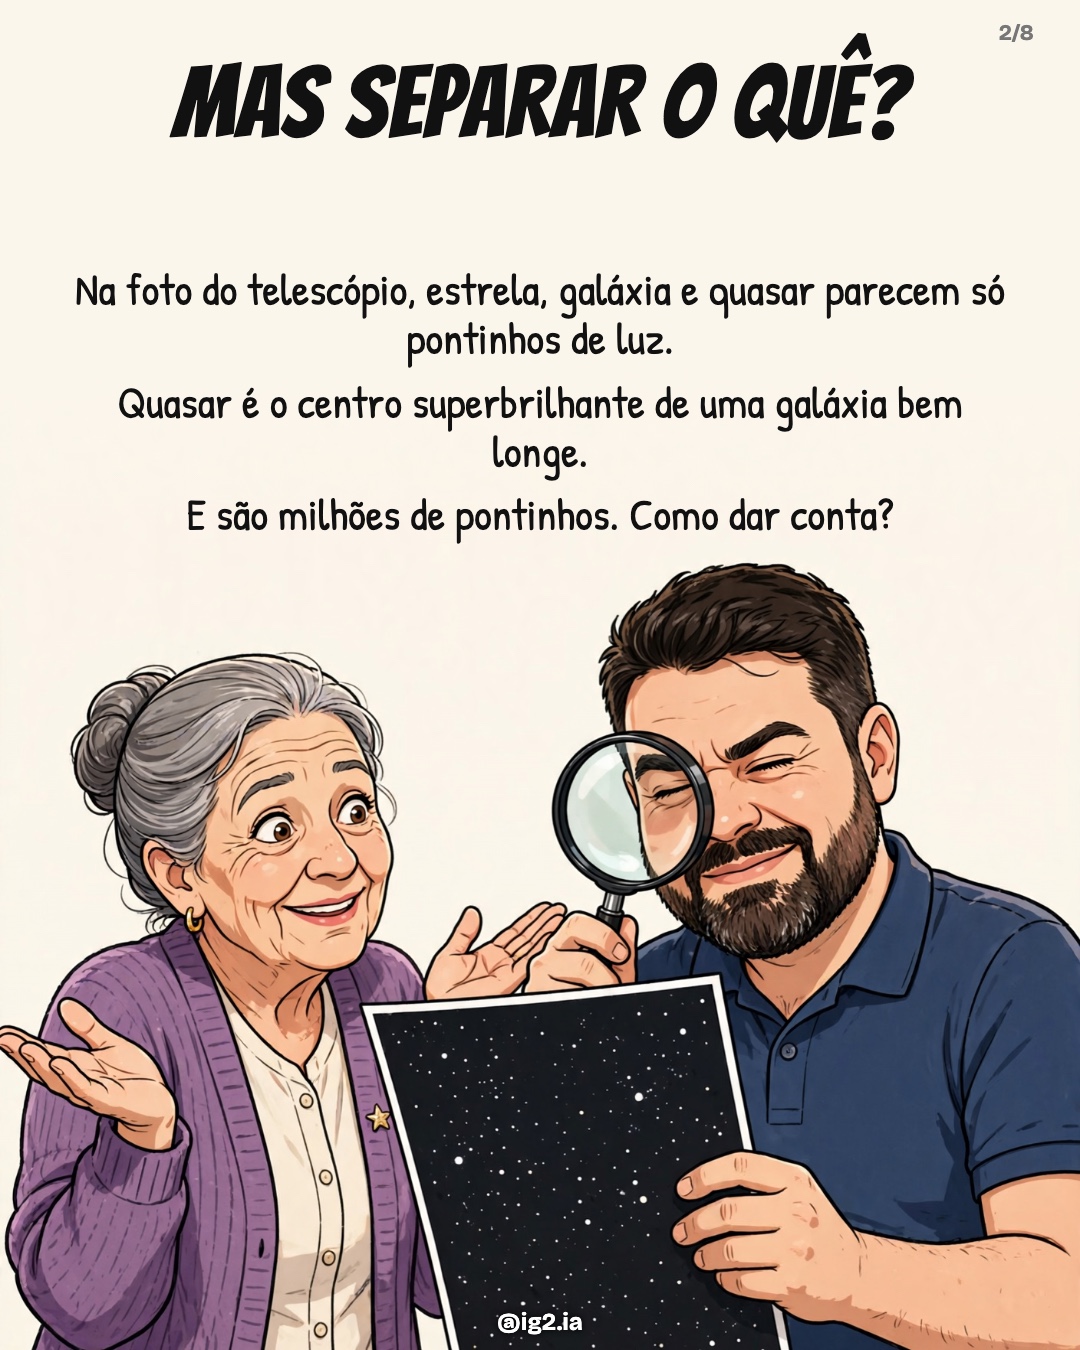 2/8
MAS SEPARAR O QUÊ?
Na foto do telescópio, estrela, galáxia e quasar parecem só
pontinhos de luz.
Quasar é o centro superbrilhante de uma galáxia bem
longe.
E são milhões de pontinhos. Como dar conta?
@ig2.ia